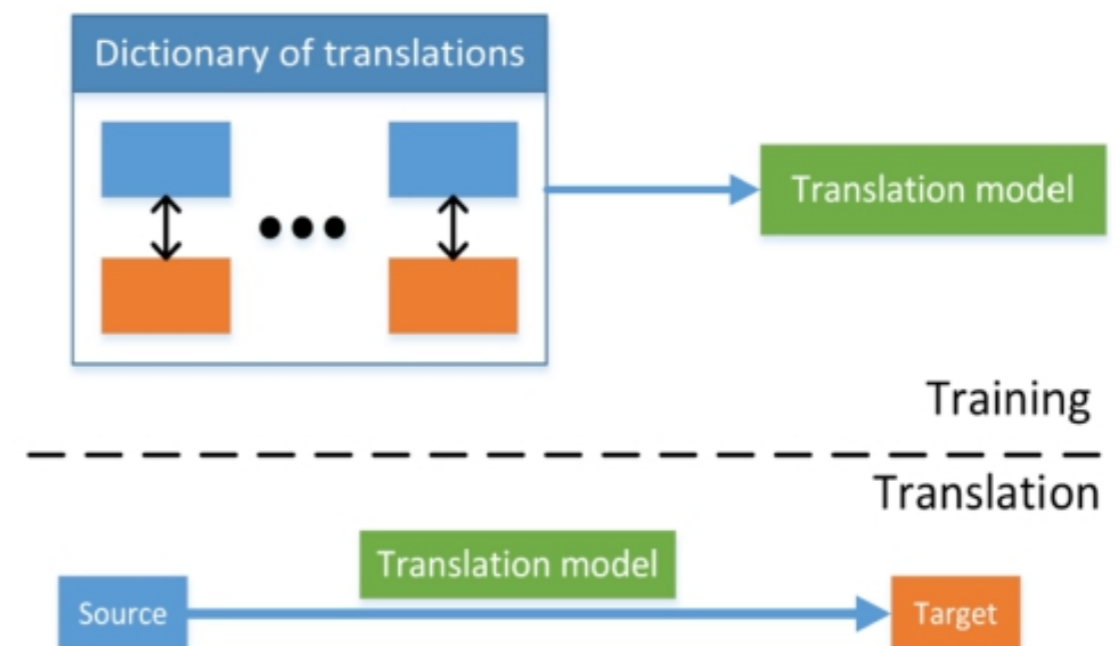 Dictionary of translations
Translation model
Training
Translation
Translation model
Source
Target